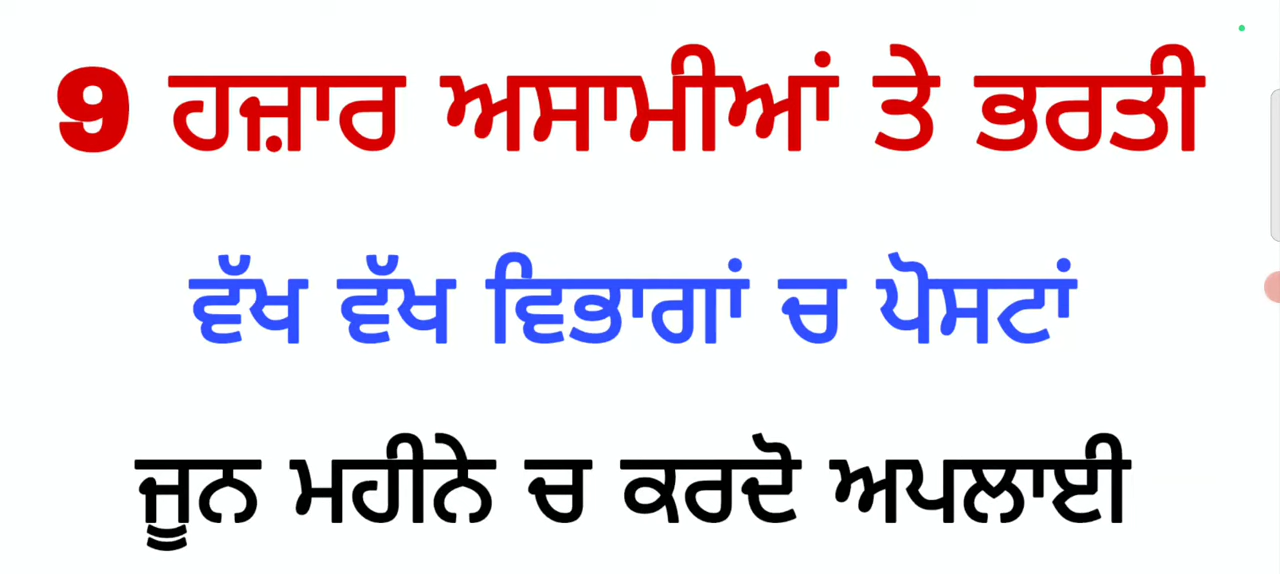 9 ਹਜ਼ਾਰ ਅਸਾਮੀਆਂ ਤੇ ਭਰਤੀ
ਵੱਖ ਵੱਖ ਵਿਭਾਗਾਂ ਚ ਪੋਸਟਾਂ
ਜੂਨ ਮਹੀਨੇ ਚ ਕਰਦੋ ਅਪਲਾਈ